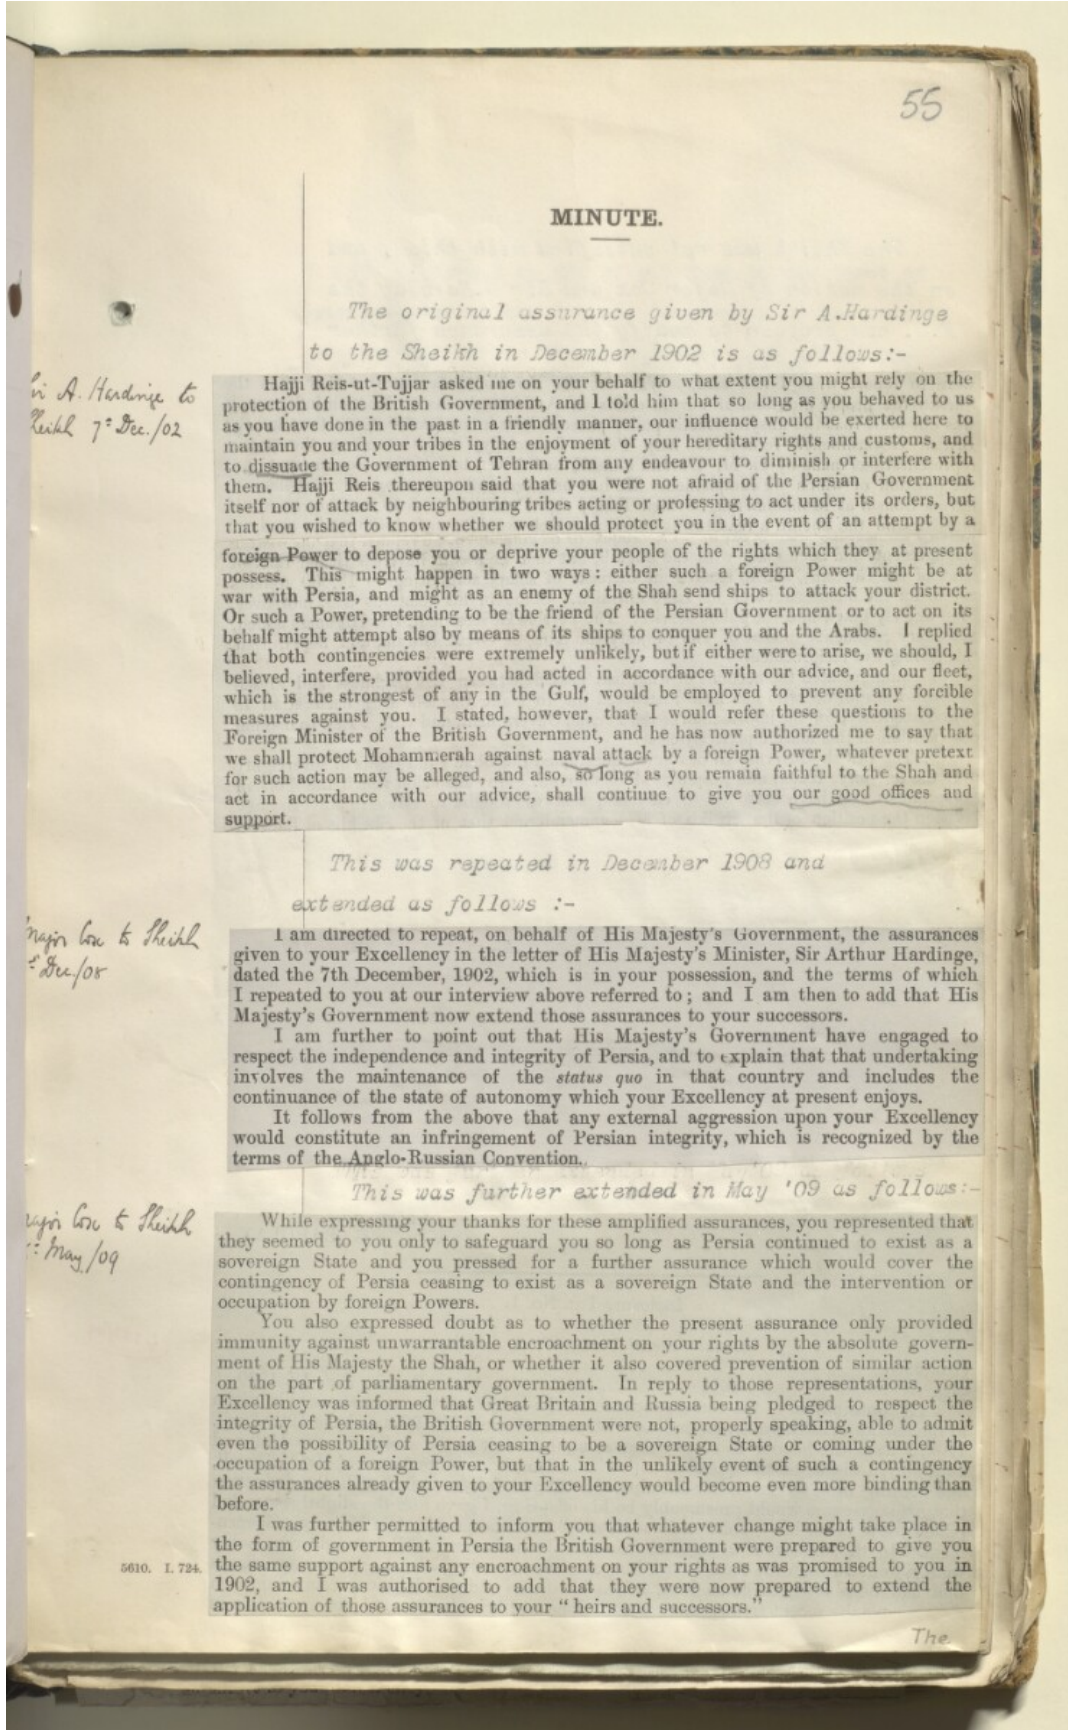 55
MINUTE.
The original assurance given by Sir A.Hardinge
to the Sheikh in December 1902 is as follows:-
A. Hardinge to
7th Dec./02
Hajji Reis-ut-Tujjar asked me on your behalf to what extent you might rely on the
protection of the British Government, and I told him that so long as you behaved to us
as you have done in the past in a friendly manner, our influence would be exerted here to
maintain you and your tribes in the enjoyment of your hereditary rights and customs, and
to dissuade the Government of Tehran from any endeavour to diminish or interfere with
them. Hajji Reis thereupon said that you were not afraid of the Persian Government
itself nor of attack by neighbouring tribes acting or professing to act under its orders, but
that you wished to know whether we should protect you in the event of an attempt by a
foreign Power to depose you or deprive your people of the rights which they at present
possess. This might happen in two ways: either such a foreign Power might be at
war with Persia, and might as an enemy of the Shah send ships to attack your district.
Or such a Power, pretending to be the friend of the Persian Government or to act on its
behalf might attempt also by means of its ships to conquer you and the Arabs. I replied
that both contingencies were extremely unlikely, but if either were to arise, we should, I
believed, interfere, provided you had acted in accordance with our advice, and our fleet,
which is the strongest of any in the Gulf, would be employed to prevent any forcible
measures against you. I stated, however, that I would refer these questions to the
Foreign Minister of the British Government, and he has now authorized me to say that
we shall protect Mohammerah against naval attack by a foreign Power, whatever pretext
for such action may be alleged, and also, so long as you remain faithful to the Shah and
act in accordance with our advice, shall continue to give you our good offices and
support.
This was repeated in December 1908 and
extended as follows :-
Major Cox to Sheikh
Dec/08
I am directed to repeat, on behalf of His Majesty's Government, the assurances
given to your Excellency in the letter of His Majesty's Minister, Sir Arthur Hardinge,
dated the 7th December, 1902, which is in your possession, and the terms of which
I repeated to you at our interview above referred to; and I am then to add that His
Majesty's Government now extend those assurances to your successors.
I am further to point out that His Majesty's Government have engaged to
respect the independence and integrity of Persia, and to explain that that undertaking
involves the maintenance of the status quo in that country and includes the
continuance of the state of autonomy which your Excellency at present enjoys.
It follows from the above that any external aggression upon your Excellency
would constitute an infringement of Persian integrity, which is recognized by the
terms of the Anglo-Russian Convention.
This was further extended in May '09 as follows:-
Cox to Sheikh
May/09
While expressing your thanks for these amplified assurances, you represented that
they seemed to you only to safeguard you so long as Persia continued to exist as a
sovereign State and you pressed for a further assurance which would cover the
contingency of Persia ceasing to exist as a sovereign State and the intervention or
occupation by foreign Powers.
You also expressed doubt as to whether the present assurance only provided
immunity against unwarrantable encroachment on your rights by the absolute govern-
ment of His Majesty the Shah, or whether it also covered prevention of similar action
on the part of parliamentary government. In reply to those representations, your
Excellency was informed that Great Britain and Russia being pledged to respect the
integrity of Persia, the British Government were not, properly speaking, able to admit
even the possibility of Persia ceasing to be a sovereign State or coming under the
occupation of a foreign Power, but that in the unlikely event of such a contingency
the assurances already given to your Excellency would become even more binding than
before.
I was further permitted to inform you that whatever change might take place in
the form of government in Persia the British Government were prepared to give you
the same support against any encroachment on your rights as was promised to you in
1902, and I was authorised to add that they were now prepared to extend the
application of those assurances to your "heirs and successors."
5610. I. 724.
The